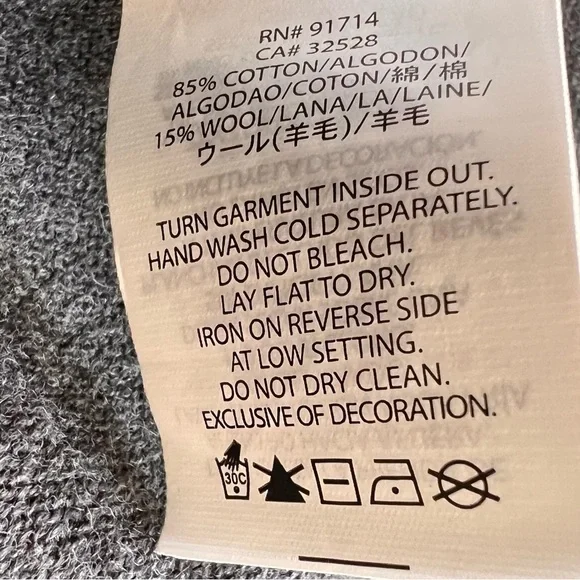 RN# 91714
CA# 32528
85% COTTON/ALGODON/
ALGODAO/COTON/綿/棉
15% WOOL/LANA/LA/LAINE/
ウール(羊毛)/羊毛
TURN GARMENT INSIDE OUT.
HAND WASH COLD SEPARATELY.
DO NOT BLEACH.
LAY FLAT TO DRY.
IRON ON REVERSE SIDE
AT LOW SETTING.
DO NOT DRY CLEAN.
EXCLUSIVE OF DECORATION.
30C